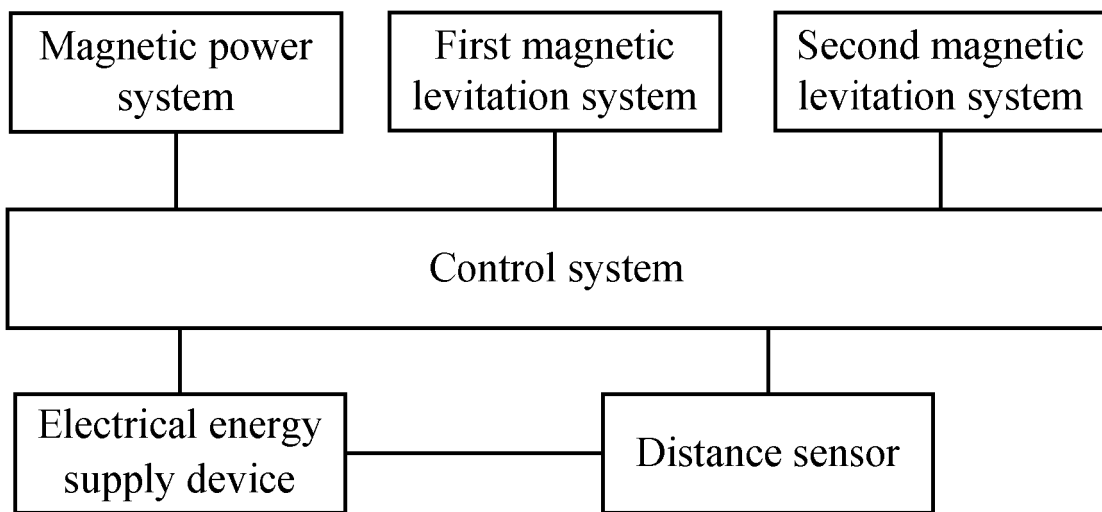 Magnetic power
system
First magnetic
levitation system
Second magnetic
levitation system
Control system
Electrical energy
supply device
Distance sensor